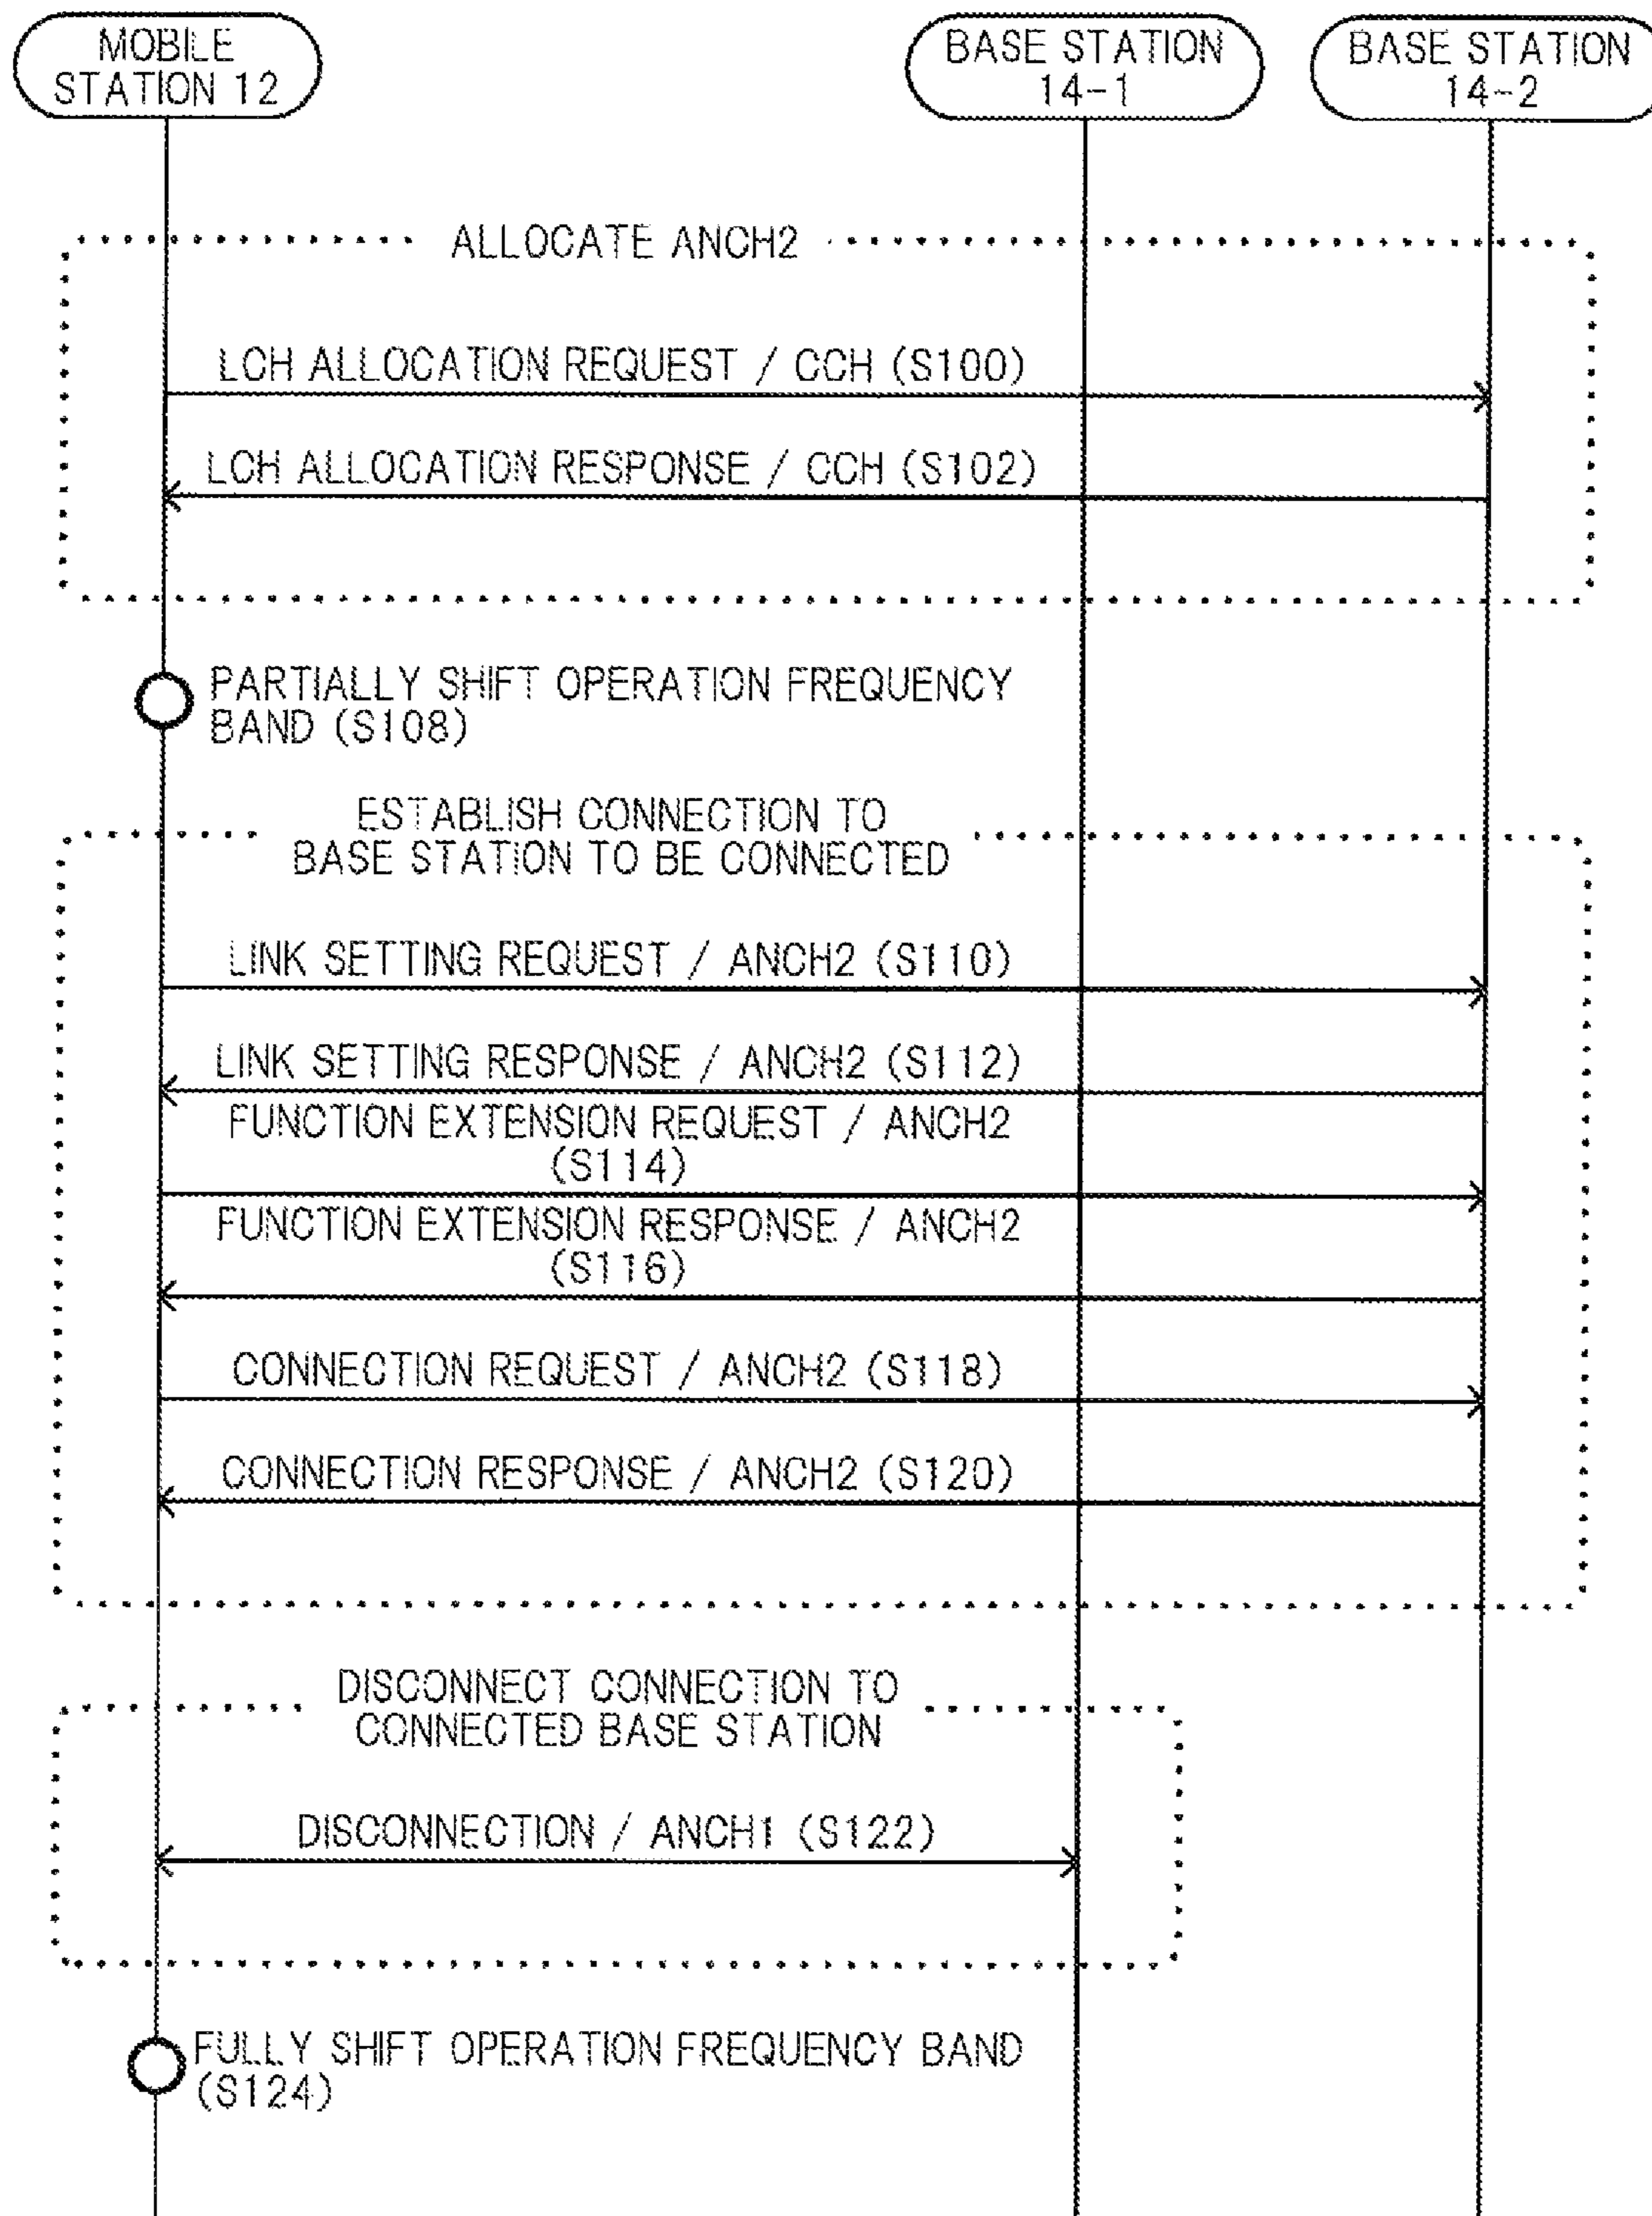 MOBILE
STATION 12
BASE STATION
14-1
BASE STATION
14-2
ALLOCATE ANCH2
LCH ALLOCATION REQUEST / CCH (S100)
LCH ALLOCATION RESPONSE / CCH (S102)
PARTIALLY SHIFT OPERATION FREQUENCY
BAND (S108)
ESTABLISH CONNECTION TO
BASE STATION TO BE CONNECTED
LINK SETTING REQUEST / ANCH2 (S110)
LINK SETTING RESPONSE / ANCH2 (S112)
FUNCTION EXTENSION REQUEST / ANCH2
(S114)
FUNCTION EXTENSION RESPONSE / ANCH2
(S116)
CONNECTION REQUEST / ANCH2 (S118)
CONNECTION RESPONSE / ANCH2 (S120)
DISCONNECT CONNECTION TO
CONNECTED BASE STATION
DISCONNECTION / ANCH1 (S122)
FULLY SHIFT OPERATION FREQUENCY BAND
(S124)